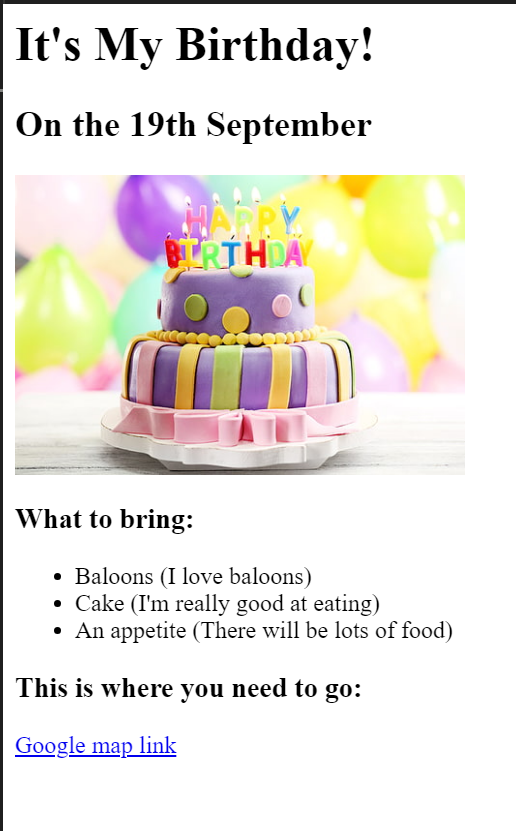 It's My Birthday!
On the 19th September
HAPPY
BIRTHDAY
What to bring:
Baloons (I love baloons)
Cake (I'm really good at eating)
An appetite (There will be lots of food)
This is where you need to go:
Google map link